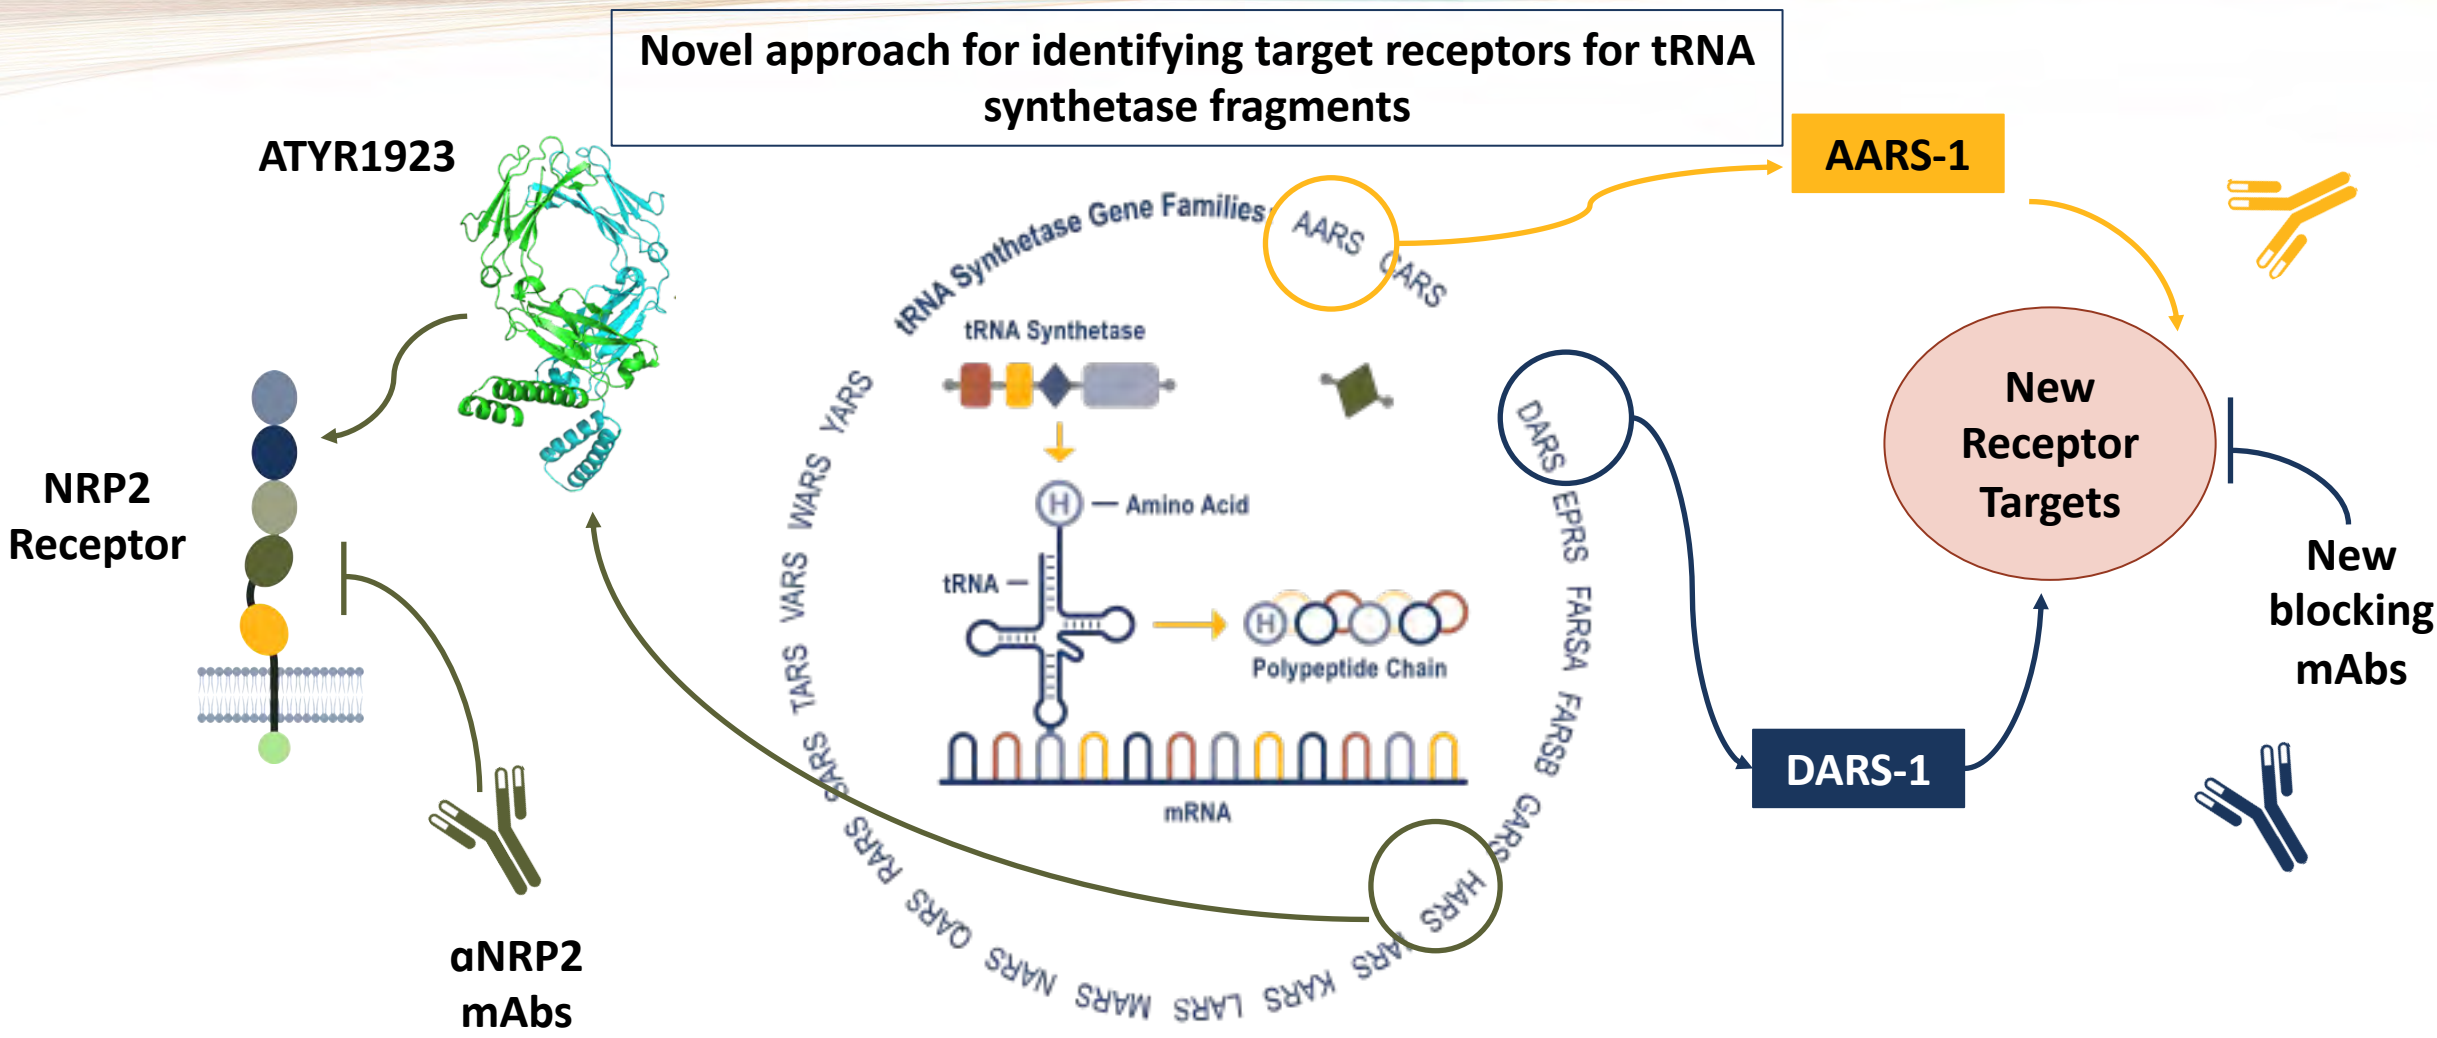 Novel approach for identifying target receptors for tRNA
synthetase fragments
ATYR1923
AARS-1
tRNA Synthetase Gene Families:
AARS
CARS
DARS
EPRS
FARSA
FARSB
GARS
HARS
IARS
KARS
LARS
MARS
NARS
QARS
RARS
SARS
TARS
VARS
WARS
YARS
tRNA Synthetase
H
Amino Acid
tRNA
H
Polypeptide Chain
mRNA
NRP2
Receptor
αNRP2
mAbs
New
Receptor
Targets
New
blocking
mAbs
DARS-1